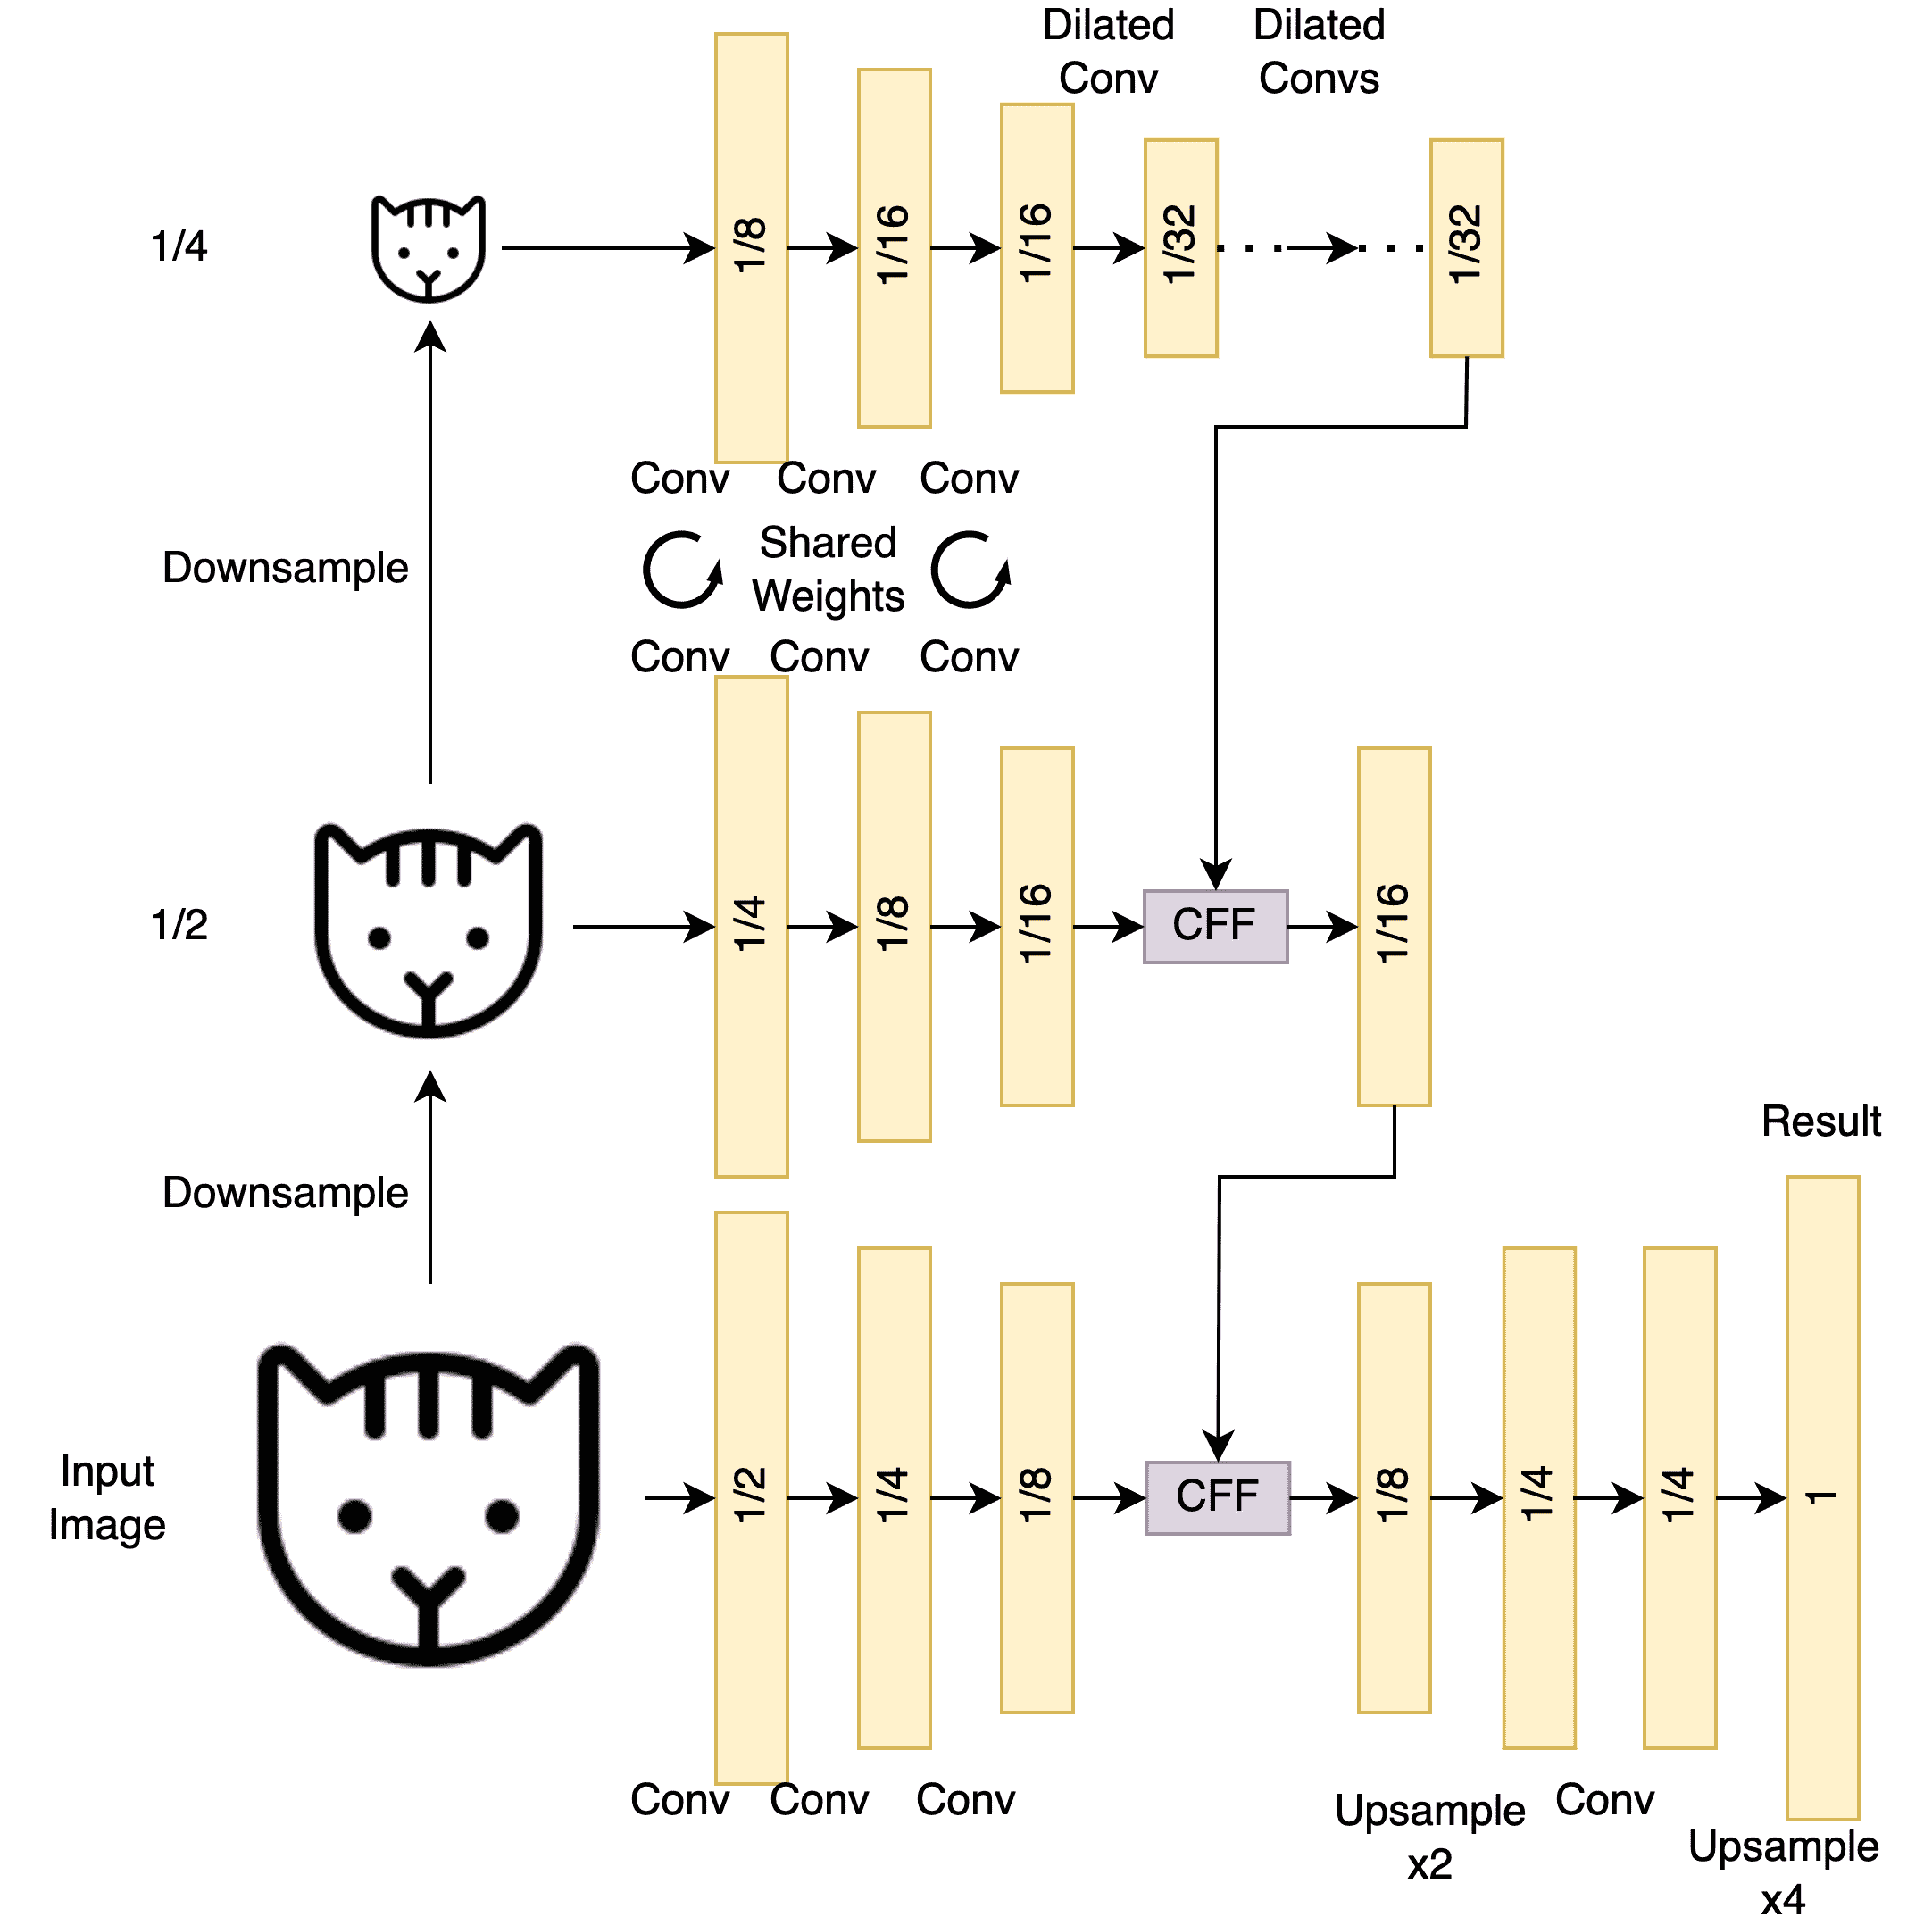 Dilated
Conv
Dilated
Convs
1/4
1/8
1/16
1/16
1/32
1/32
Conv
Conv
Conv
Downsample
Shared
Weights
Conv
Conv
Conv
1/2
1/4
1/8
1/16
CFF
1/16
Downsample
Result
Input
Image
1/2
1/4
1/8
CFF
1/8
1/4
1/4
1
Conv
Conv
Conv
Upsample
x2
Conv
Upsample
x4